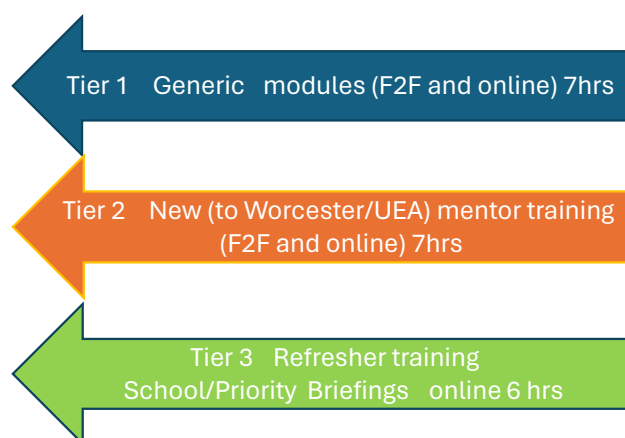 Tier 1 Generic modules (F2F and online) 7hrs
Tier 2 New (to Worcester/UEA) mentor training
(F2F and online) 7hrs
Tier 3 Refresher training
School/Priority Briefings online 6 hrs